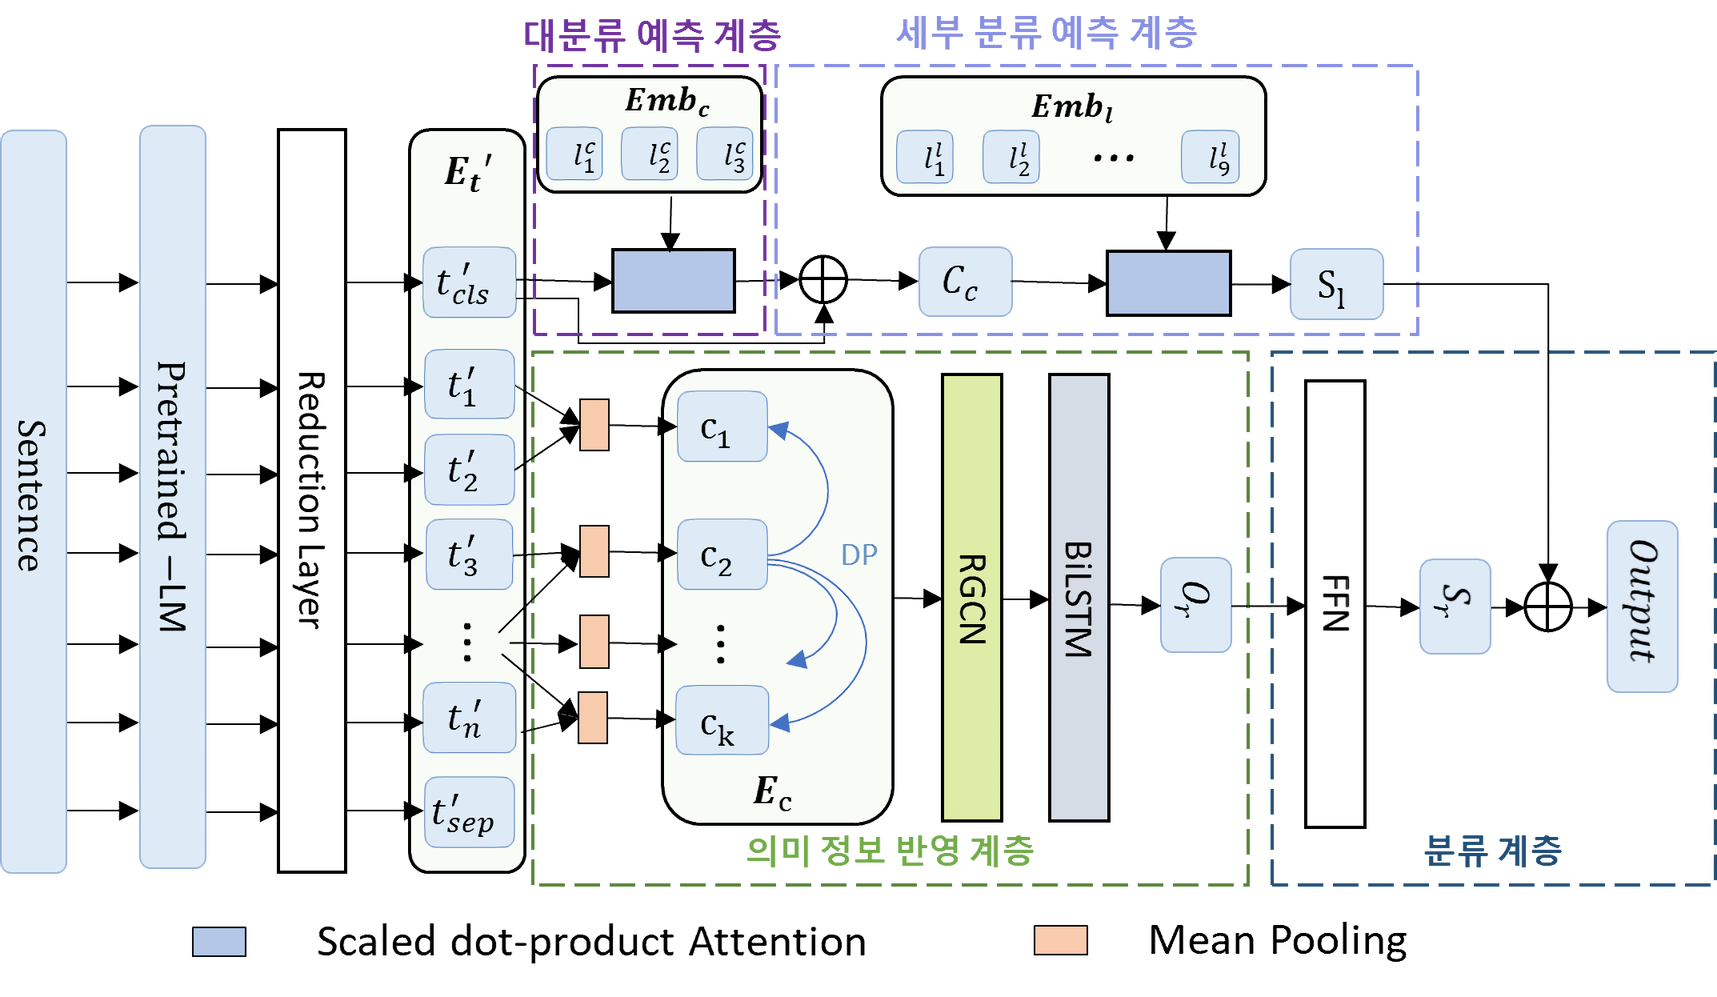 대분류 예측 계층
세부 분류 예측 계층
Emb_c
l_1^c l_2^c l_3^c
Emb_l
l_1^l l_2^l ⋯ l_9^l
Sentence
Pretrained –LM
Reduction Layer
E_t′
t′_cls
t′_1
t′_2
t′_3
⋮
t′_n
t′_sep
C_c
S_l
c_1
c_2
⋮
c_k
DP
E_c
RGCN
BiLSTM
O_r
FFN
S_r
Output
의미 정보 반영 계층
분류 계층
Scaled dot-product Attention
Mean Pooling